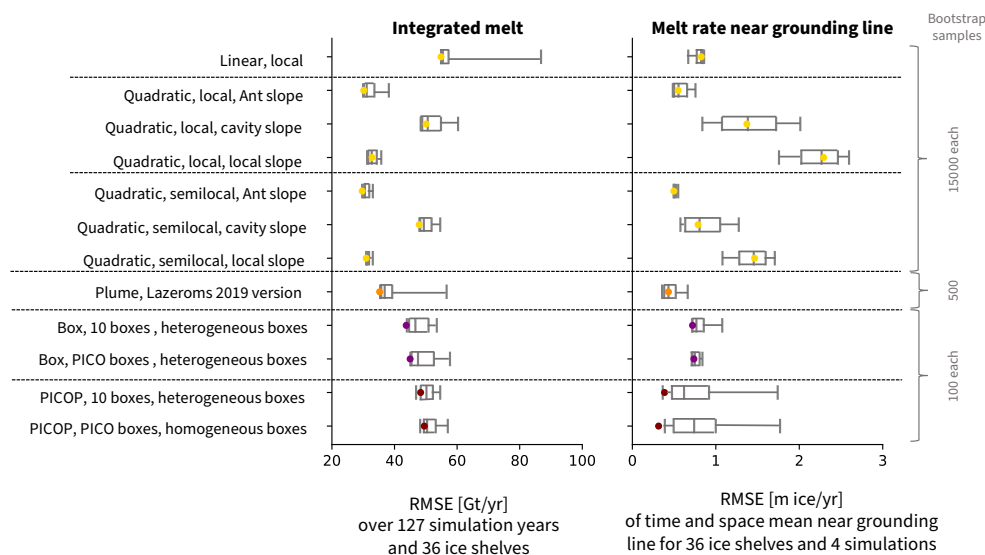 Integrated melt
Melt rate near grounding line
Bootstrap
samples
Linear, local
Quadratic, local, Ant slope
Quadratic, local, cavity slope
Quadratic, local, local slope
Quadratic, semilocal, Ant slope
Quadratic, semilocal, cavity slope
Quadratic, semilocal, local slope
Plume, Lazeroms 2019 version
Box, 10 boxes , heterogeneous boxes
Box, PICO boxes , heterogeneous boxes
PICOP, 10 boxes, heterogeneous boxes
PICOP, PICO boxes, homogeneous boxes
15000 each
500
100 each
20 40 60 80 100
0 1 2 3
RMSE [Gt/yr]
over 127 simulation years
and 36 ice shelves
RMSE [m ice/yr]
of time and space mean near grounding
line for 36 ice shelves and 4 simulations